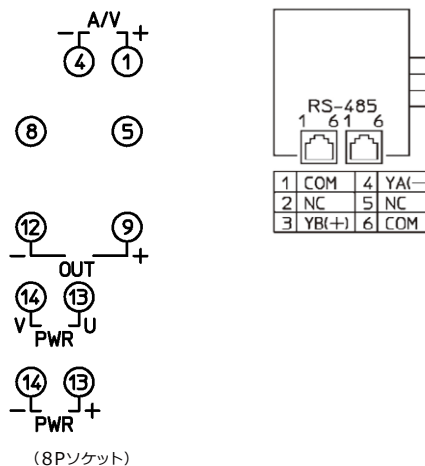 A/V
- +
4 1
8 5
12 9
- OUT +
14 13
V PWR U
14 13
- PWR +
(8Pソケット)
RS-485
1 6 1 6
1 COM 4 YA(-
2 NC 5 NC
3 YB(+) 6 COM